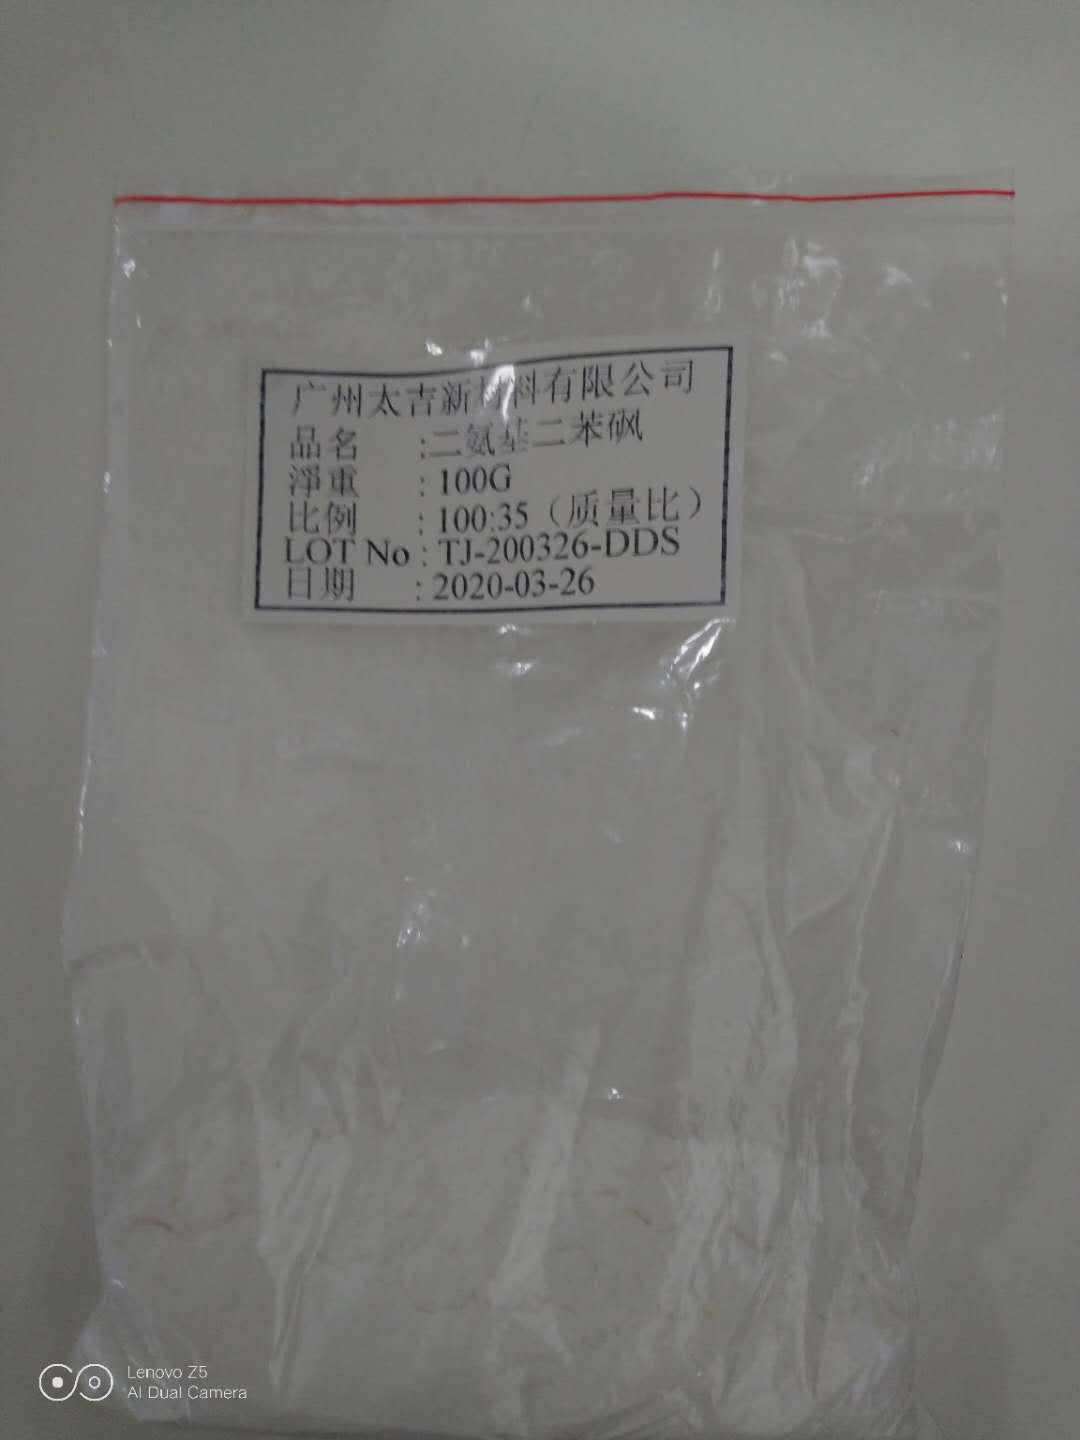 广州太吉新材料有限公司
品名 :二氨基二苯砜
淨重 : 100G
比例 : 100:35（质量比）
LOT No : TJ-200326-DDS
日期 : 2020-03-26
Lenovo Z5
AI Dual Camera